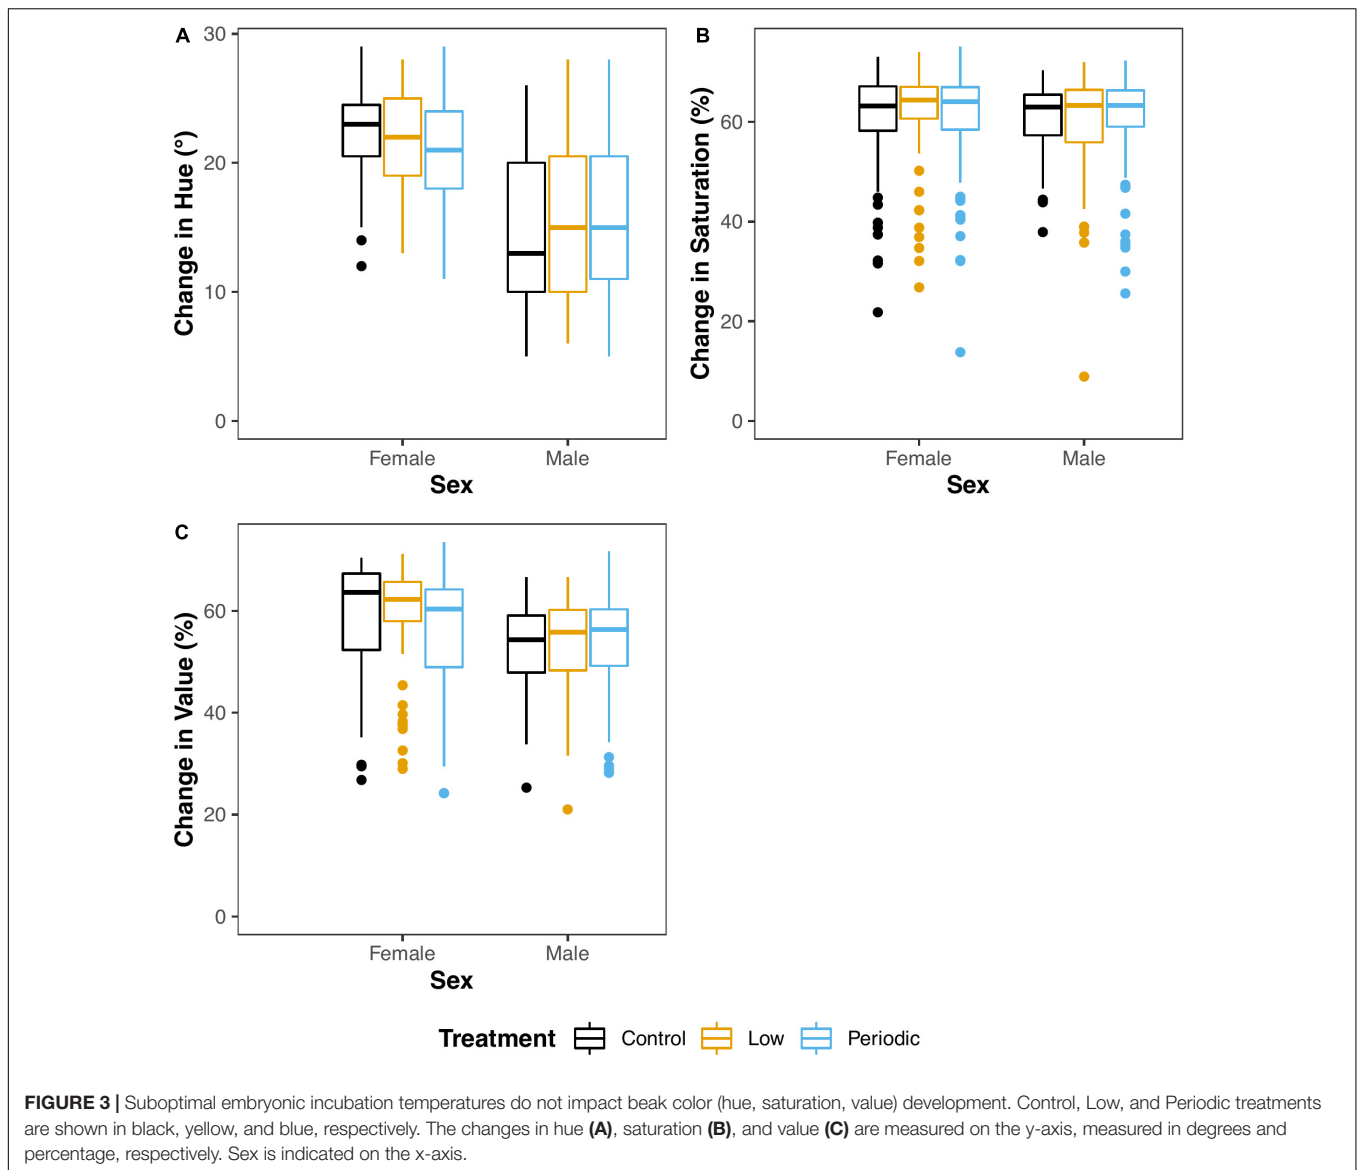 A
30
20
10
0
Change in Hue (°)
Female Male
Sex
B
60
40
20
0
Change in Saturation (%)
Female Male
Sex
C
60
40
20
0
Change in Value (%)
Female Male
Sex
Treatment Control Low Periodic
FIGURE 3 | Suboptimal embryonic incubation temperatures do not impact beak color (hue, saturation, value) development. Control, Low, and Periodic treatments
are shown in black, yellow, and blue, respectively. The changes in hue (A), saturation (B), and value (C) are measured on the y-axis, measured in degrees and
percentage, respectively. Sex is indicated on the x-axis.